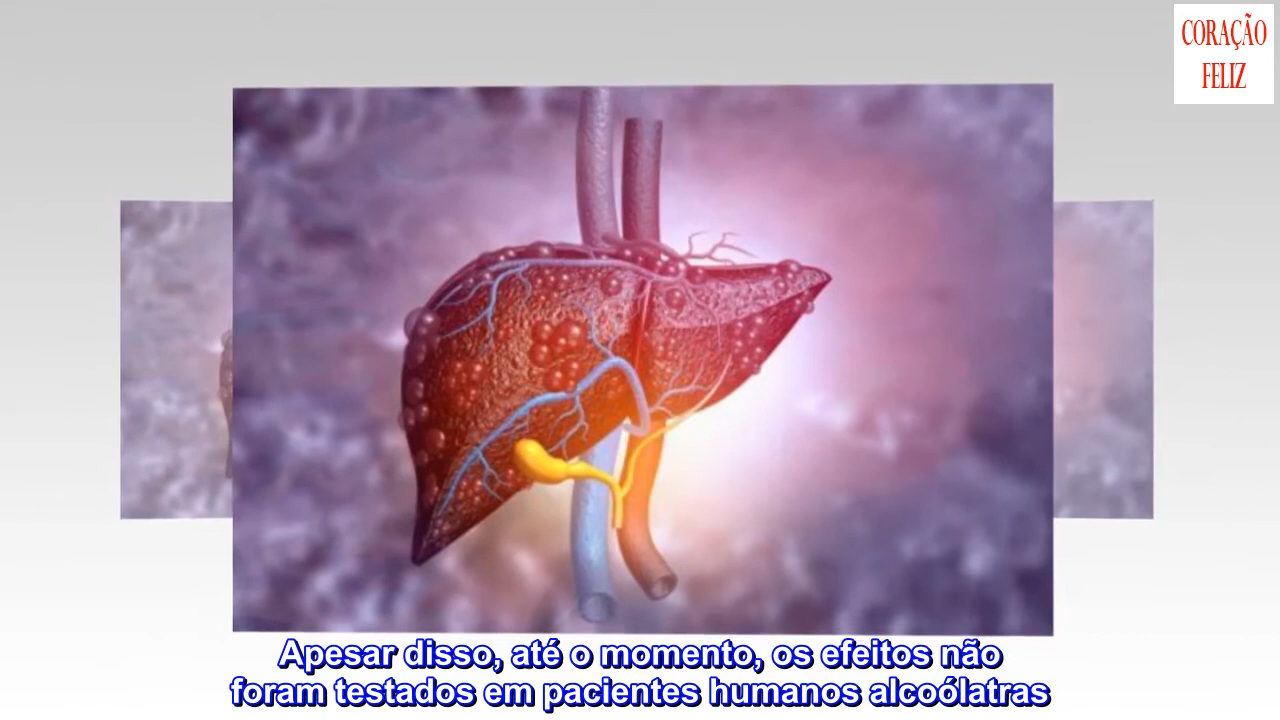 CORAÇÃO
FELIZ
Apesar disso, até o momento, os efeitos não
foram testados em pacientes humanos alcoólatras